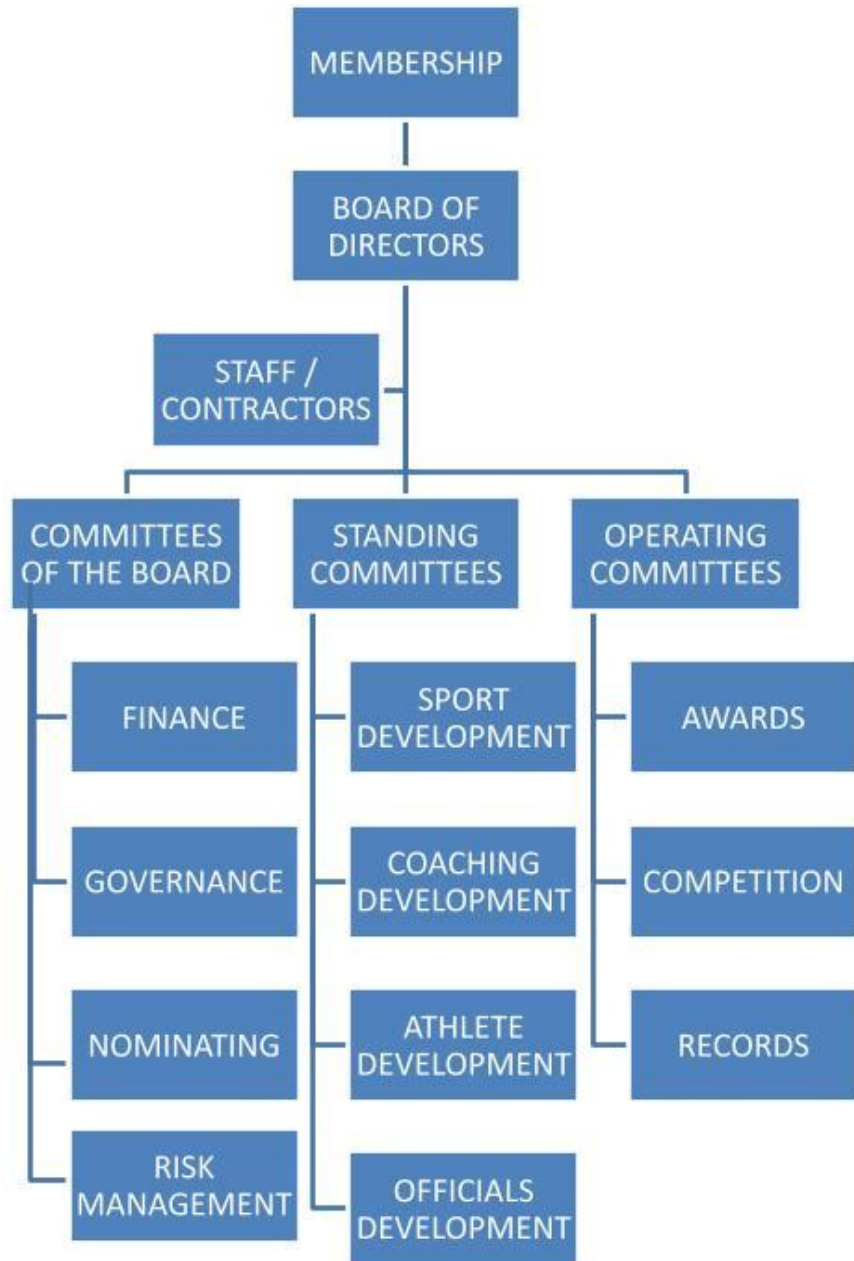 MEMBERSHIP
BOARD OF
DIRECTORS
STAFF /
CONTRACTORS
COMMITTEES
OF THE BOARD
FINANCE
GOVERNANCE
NOMINATING
RISK
MANAGEMENT
STANDING
COMMITTEES
SPORT
DEVELOPMENT
COACHING
DEVELOPMENT
ATHLETE
DEVELOPMENT
OFFICIALS
DEVELOPMENT
OPERATING
COMMITTEES
AWARDS
COMPETITION
RECORDS